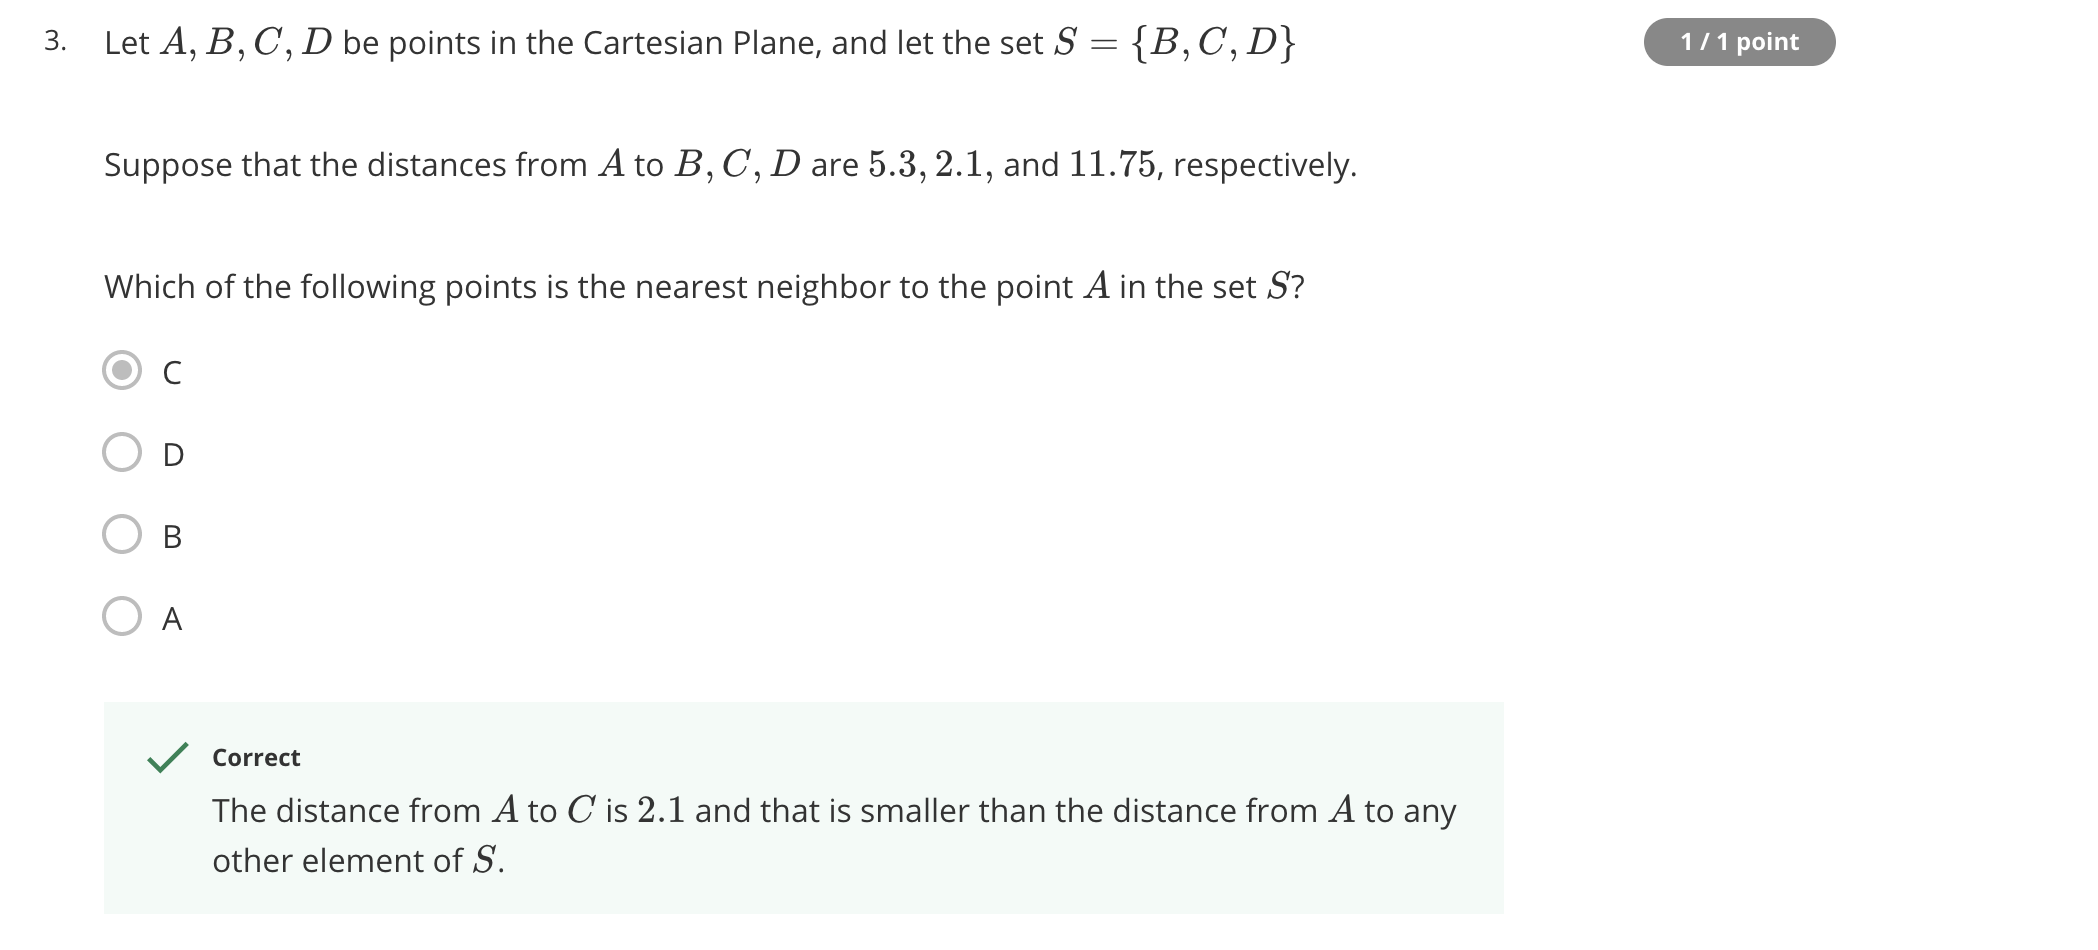 3. Let A, B, C, D be points in the Cartesian Plane, and let the set S = {B, C, D}
1 / 1 point
Suppose that the distances from A to B, C, D are 5.3, 2.1, and 11.75, respectively.
Which of the following points is the nearest neighbor to the point A in the set S?
C
D
B
A
Correct
The distance from A to C is 2.1 and that is smaller than the distance from A to any
other element of S.